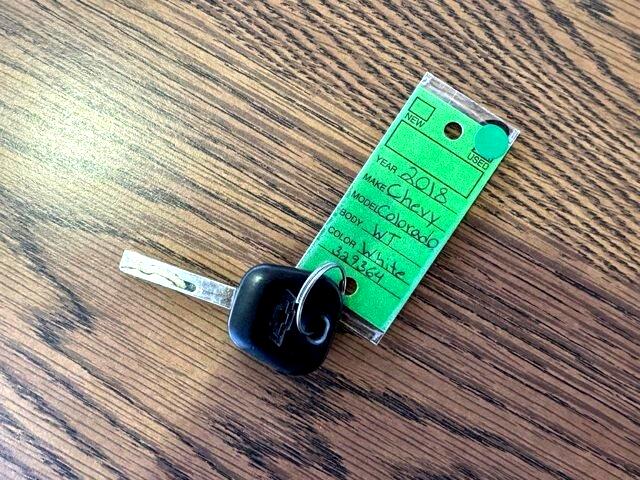 NEW
USED
YEAR 2018
MAKE Chevy
MODEL Colorado
BODY WT
COLOR White
329364